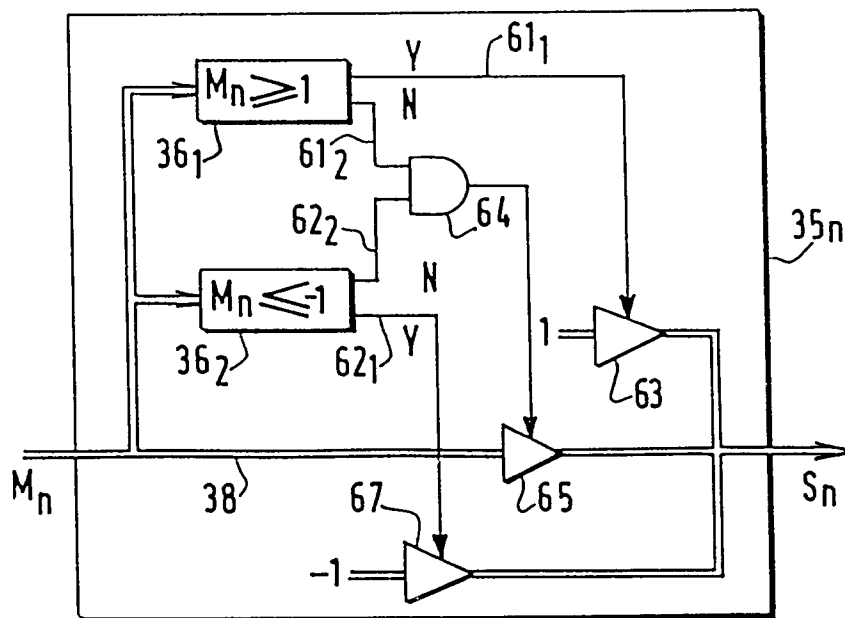 Y
61₁
Mₙ ⩾ 1
N
36₁
61₂
64
62₂
35ₙ
N
Mₙ ⩽ -1
Y
1
36₂
62₁
63
Mₙ
38
67
65
Sₙ
-1